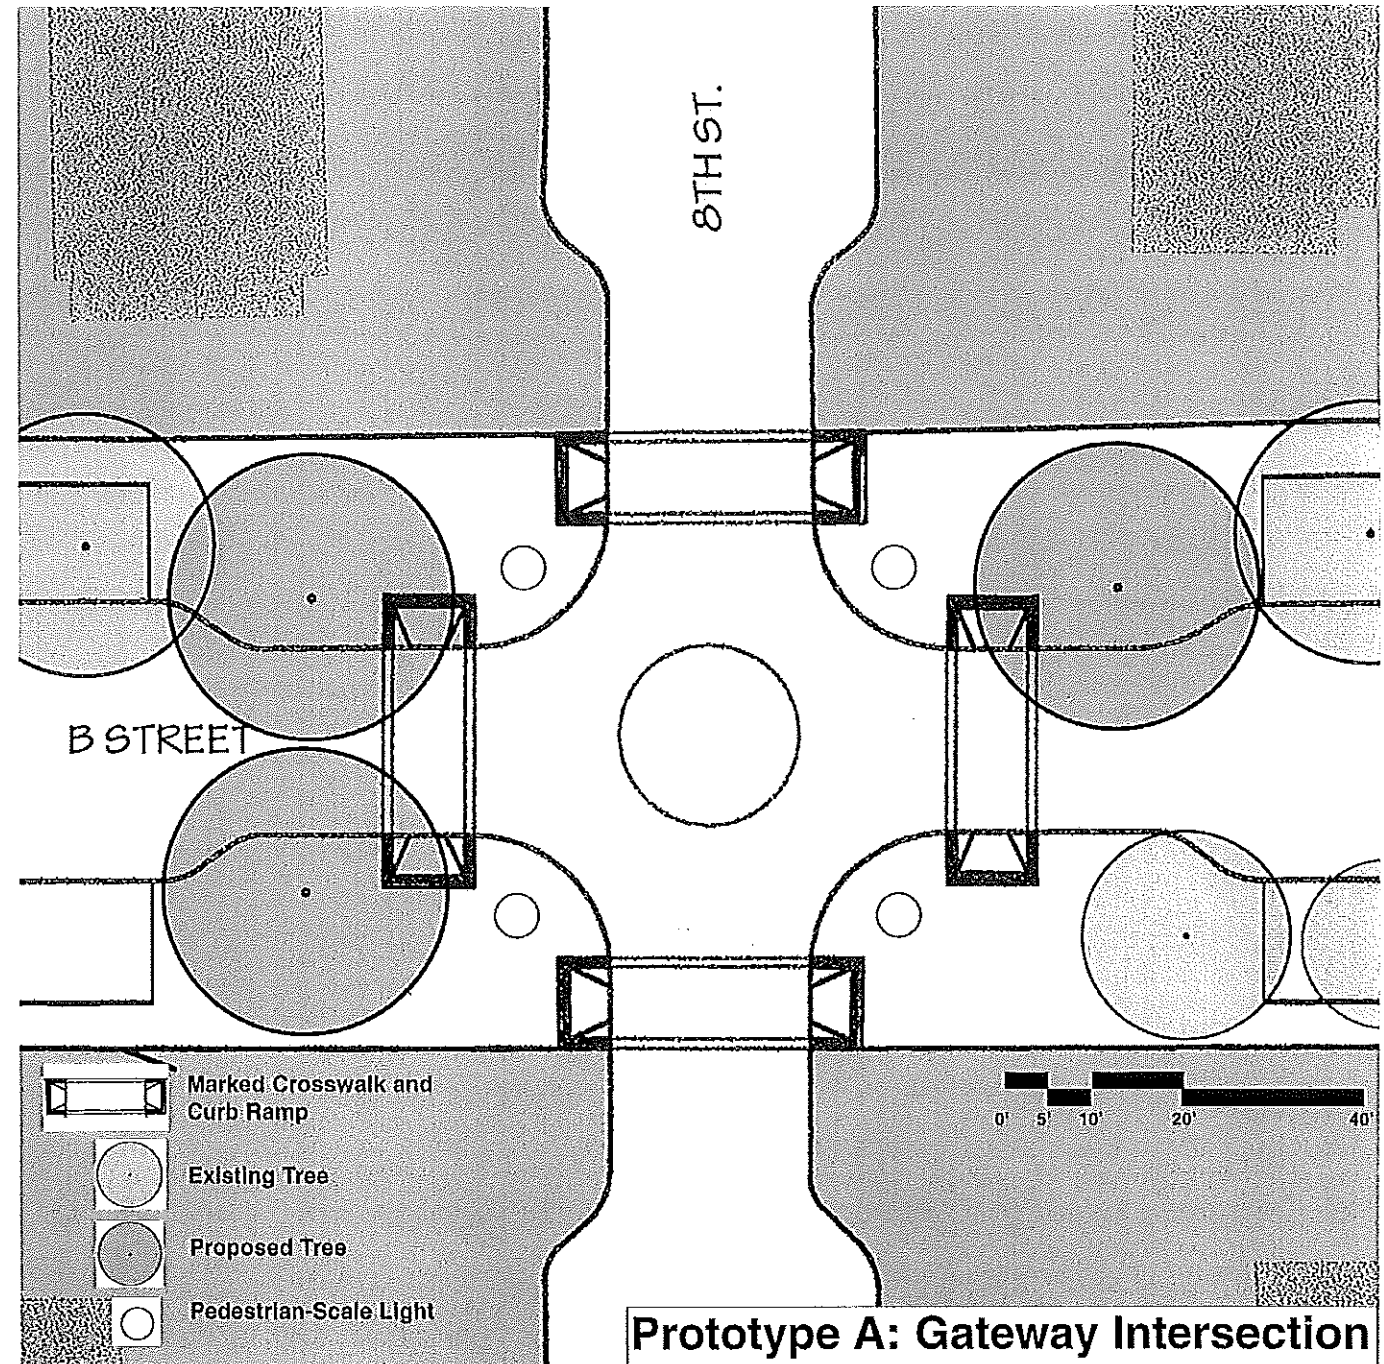 8TH ST.
B STREET
Marked Crosswalk and
Curb Ramp
Existing Tree
Proposed Tree
Pedestrian-Scale Light
0' 5' 10' 20' 40'
Prototype A: Gateway Intersection